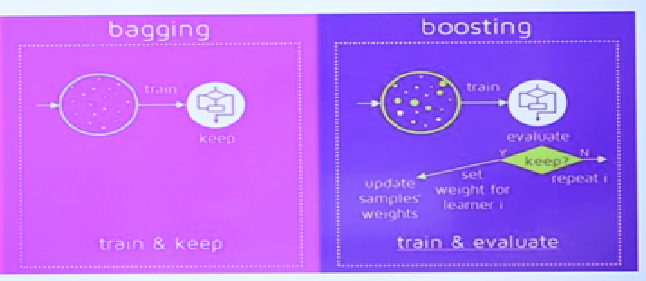 bagging
train
keep
train & keep
boosting
train
evaluate
Y
keep?
N
update
samples'
weights
set
weight for
learner i
repeat i
train & evaluate